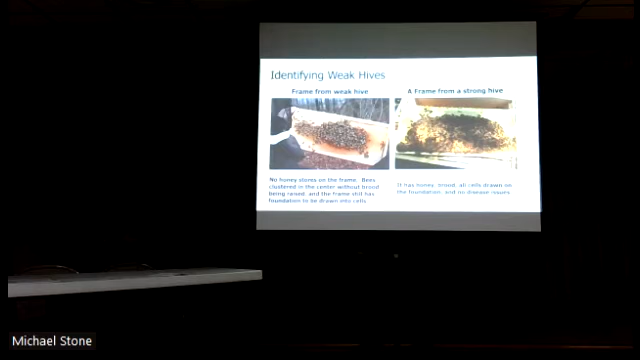 Identifying Weak Hives
Frame from weak hive
A Frame from a strong hive
No honey stores on the frame. Bees
clustered in the center without brood
being raised, and the frame still has
foundation to be drawn into cells.
It has honey, brood, all cells drawn on
the foundation, and no disease issues.
Michael Stone